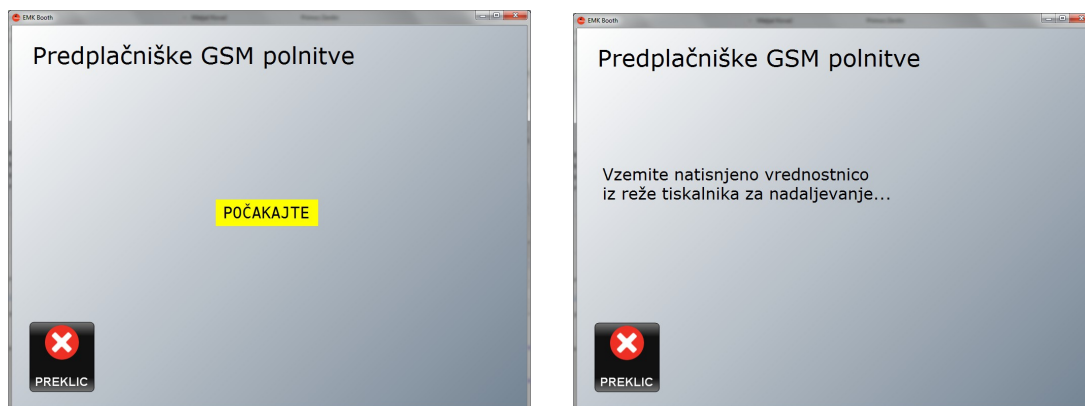 EMK Booth
Predplačniške GSM polnitve
POČAKAJTE
PREKLIC
EMK Booth
Predplačniške GSM polnitve
Vzemite natisnjeno vrednostnico
iz reže tiskalnika za nadaljevanje...
PREKLIC